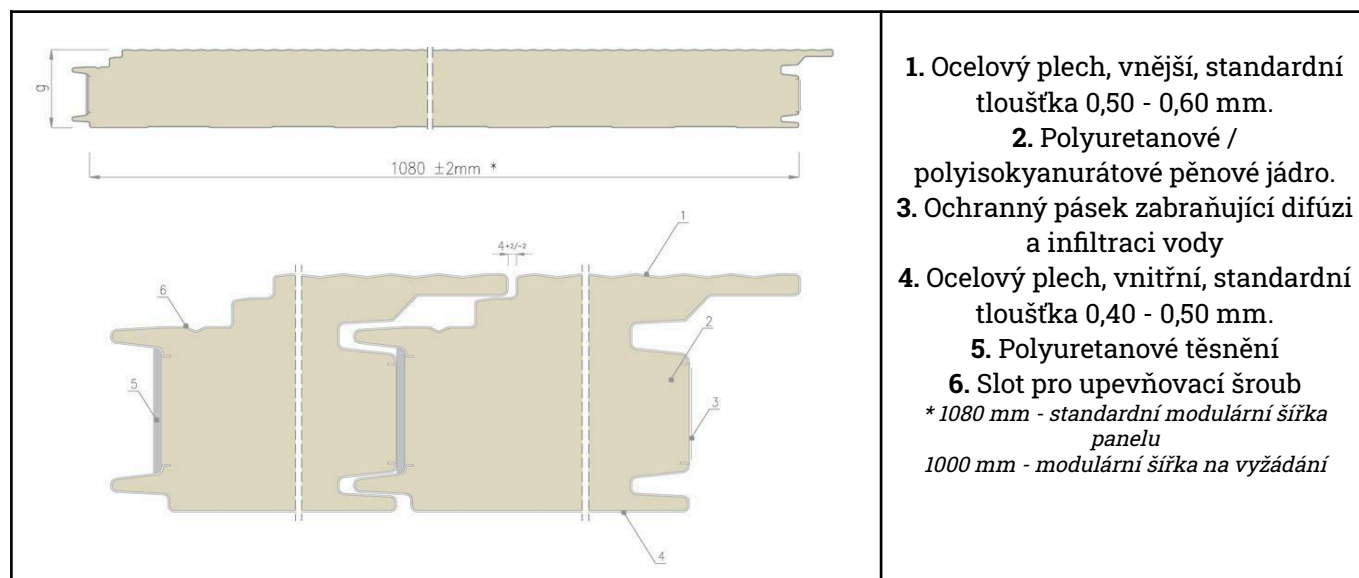 g
1080 ±2mm *
1
4+2/-2
6
2
5
3
4
1. Ocelový plech, vnější, standardní
tloušťka 0,50 - 0,60 mm.
2. Polyuretanové /
polyisokyanurátové pěnové jádro.
3. Ochranný pásek zabraňující difúzi
a infiltraci vody
4. Ocelový plech, vnitřní, standardní
tloušťka 0,40 - 0,50 mm.
5. Polyuretanové těsnění
6. Slot pro upevňovací šroub
* 1080 mm - standardní modulární šířka
panelu
1000 mm - modulární šířka na vyžádání